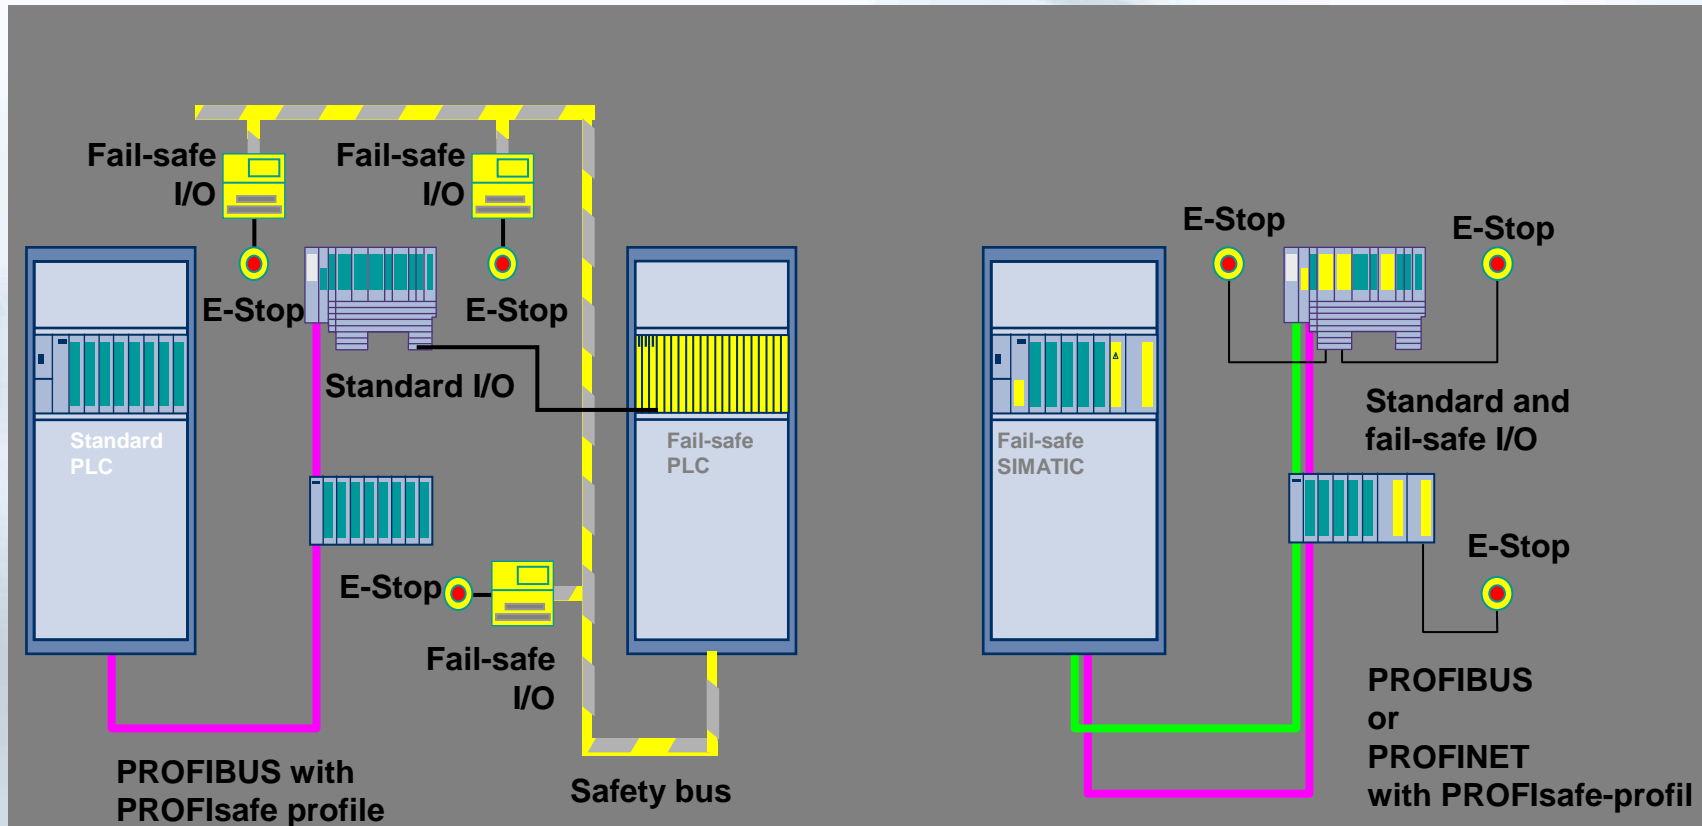 Fail-safe
I/O
Fail-safe
I/O
E-Stop
E-Stop
Standard I/O
Standard
PLC
Fail-safe
PLC
E-Stop
Fail-safe
I/O
PROFIBUS with
PROFIsafe profile
Safety bus
E-Stop
E-Stop
Fail-safe
SIMATIC
Standard and
fail-safe I/O
E-Stop
PROFIBUS
or
PROFINET
with PROFIsafe-profil